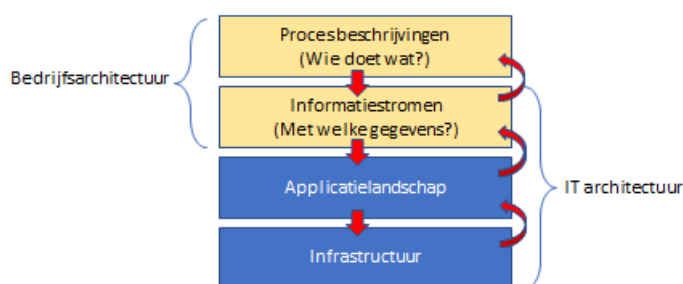 Procesbeschrijvingen
(Wie doet wat?)
Bedrijfsarchitectuur
Informatiestromen
(Met welke gegevens?)
Applicatielandschap
IT architectuur
Infrastructuur